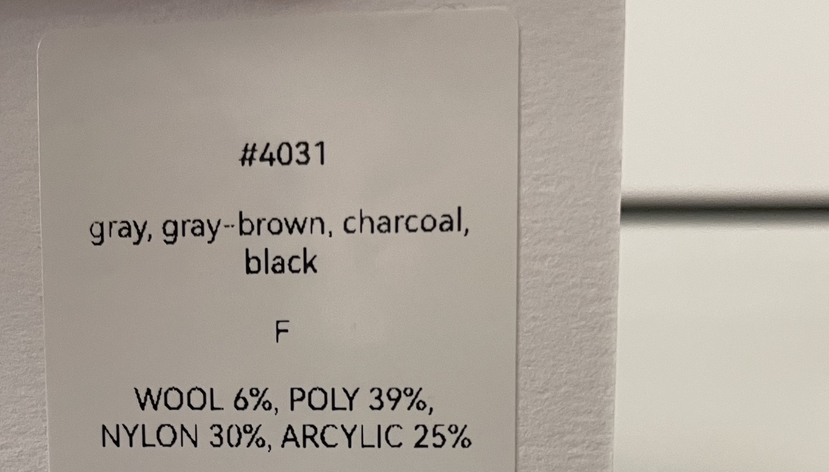 #4031
gray, gray-brown, charcoal,
black
F
WOOL 6%, POLY 39%,
NYLON 30%, ARCYLIC 25%